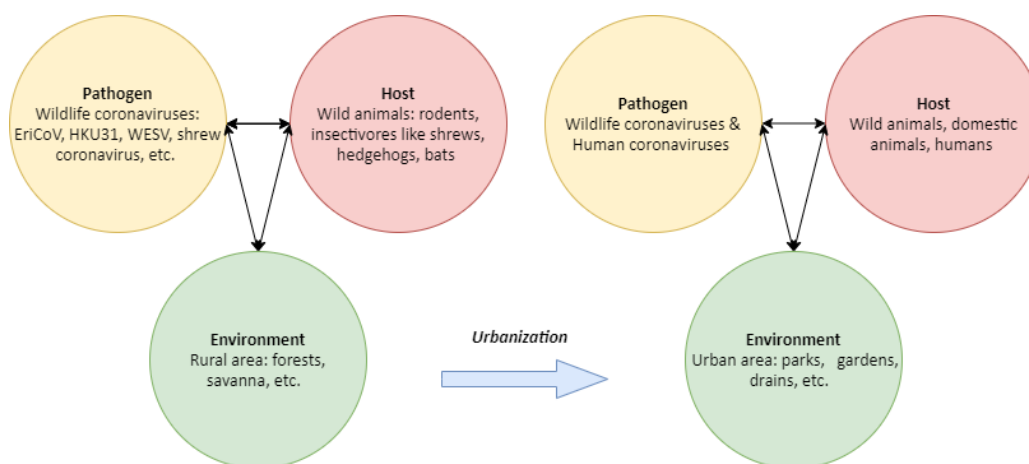 Pathogen
Wildlife coronaviruses:
EriCoV, HKU31, WESV, shrew
coronavirus, etc.
Host
Wild animals: rodents,
insectivores like shrews,
hedgehogs, bats
Environment
Rural area: forests,
savanna, etc.
Urbanization
Pathogen
Wildlife coronaviruses &
Human coronaviruses
Host
Wild animals, domestic
animals, humans
Environment
Urban area: parks, gardens,
drains, etc.